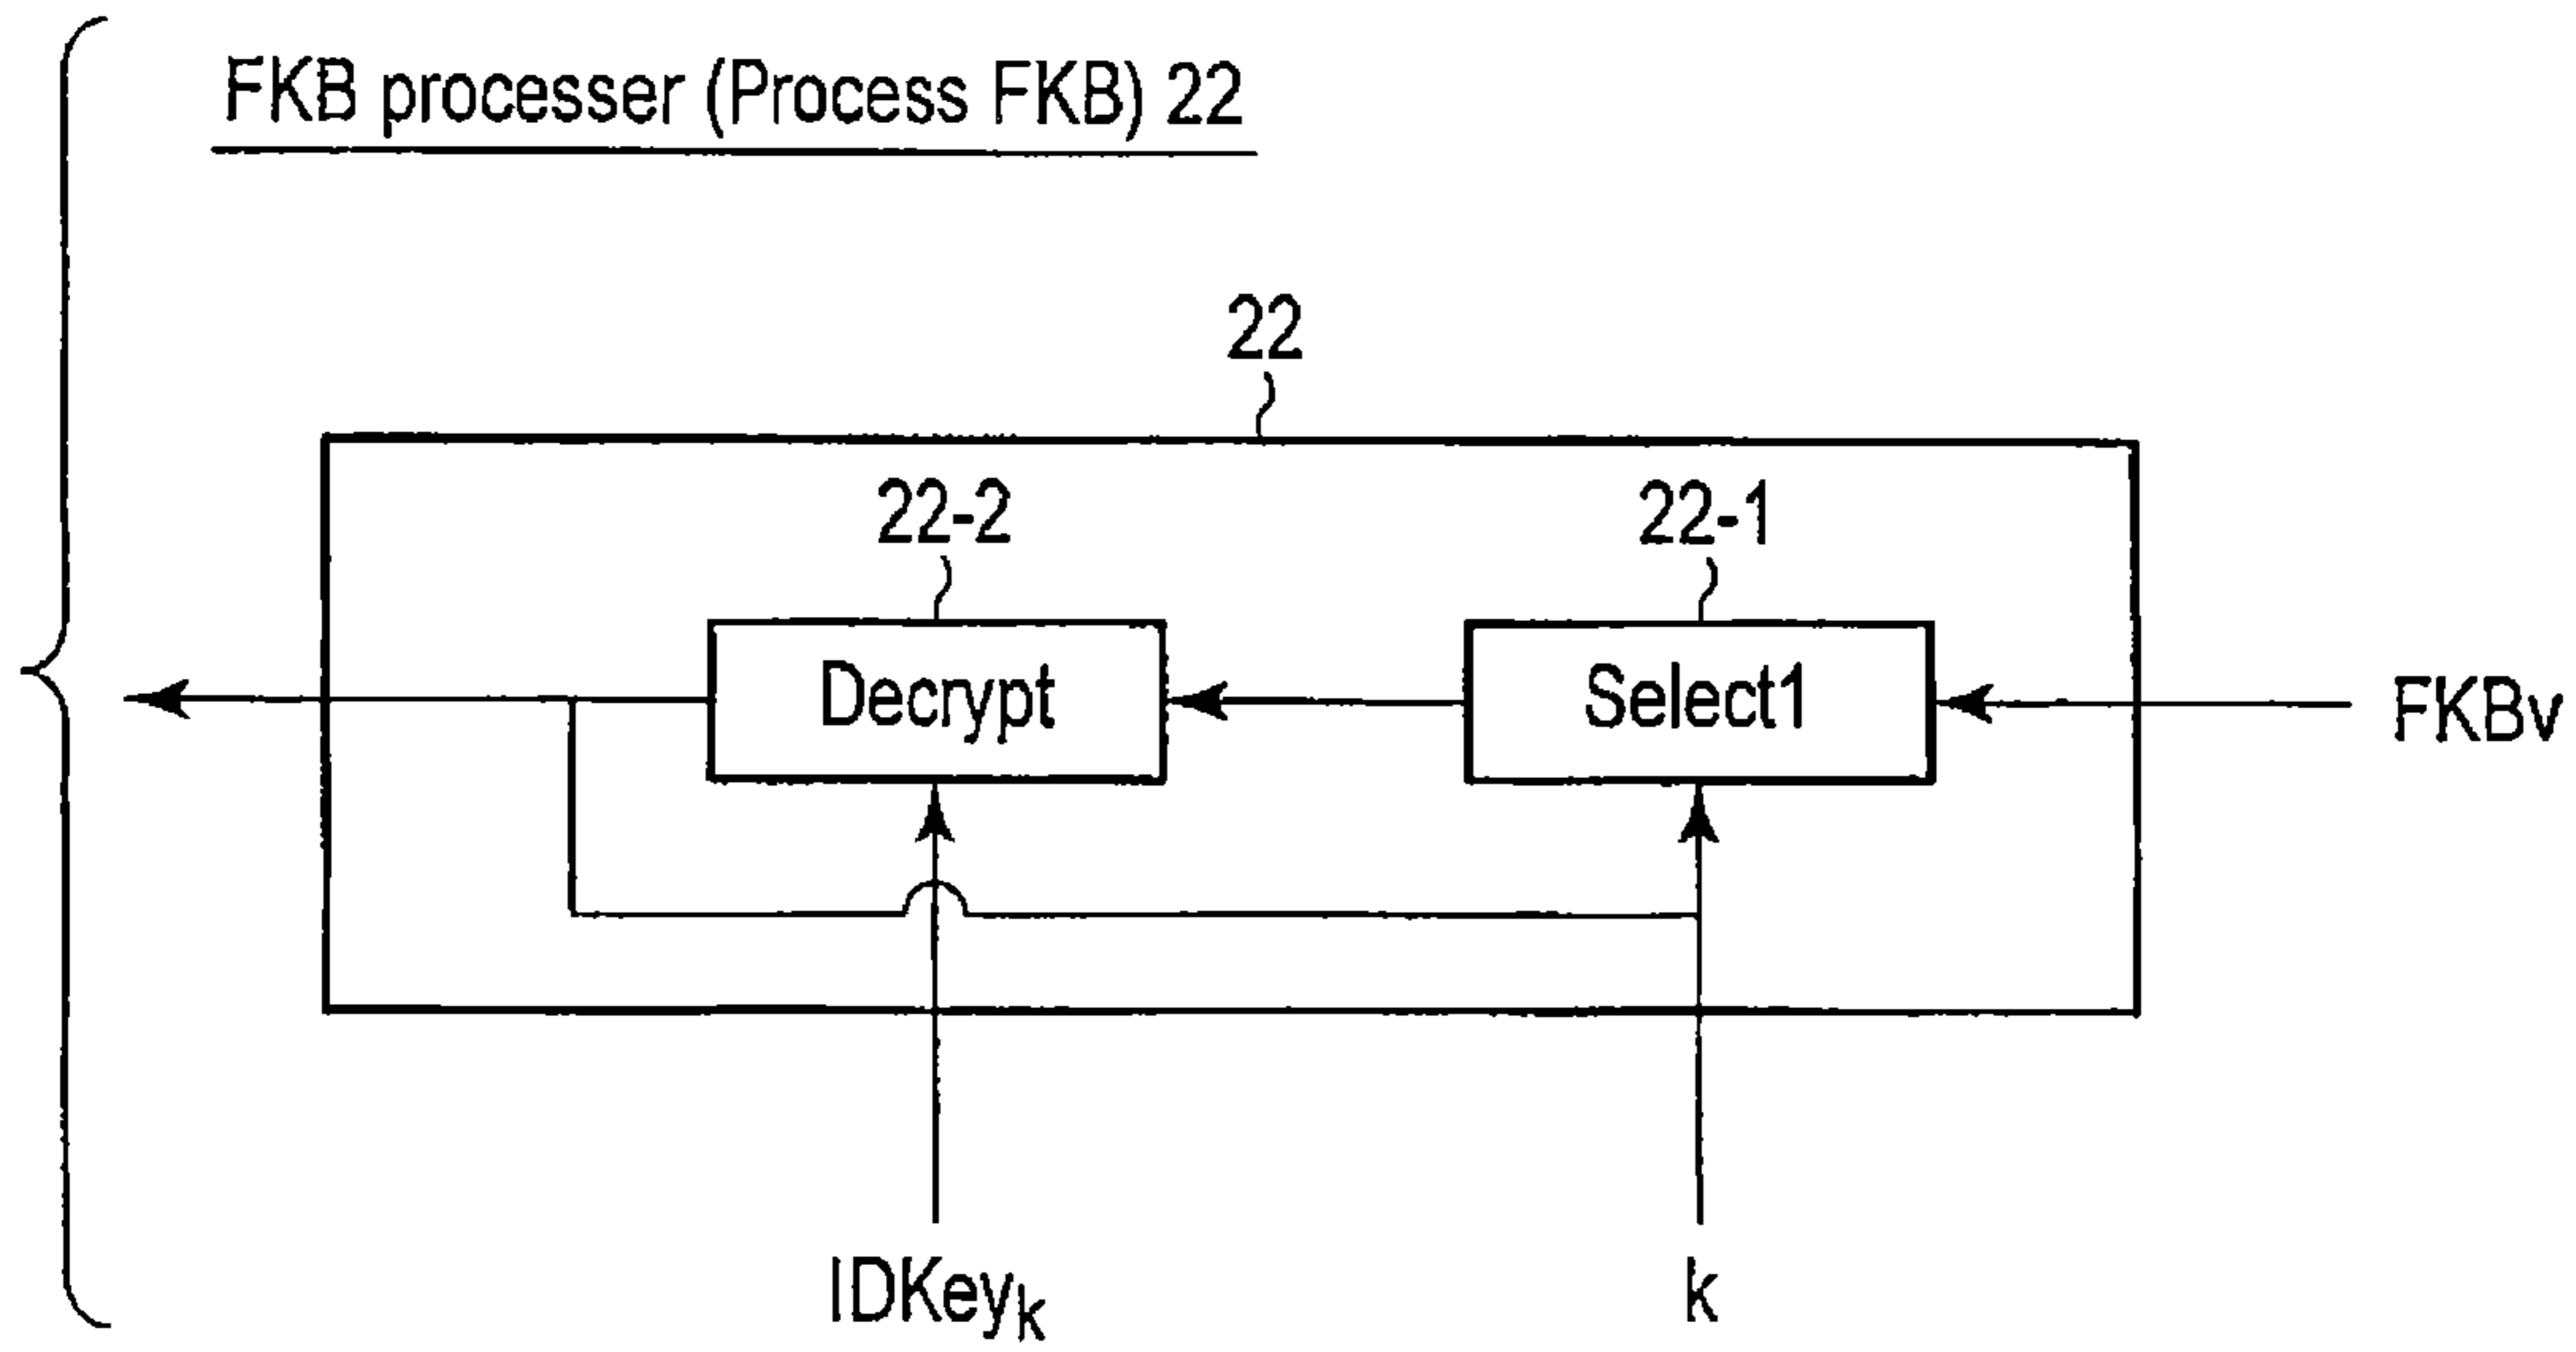 FKB processer (Process FKB) 22
22
22-2 22-1
Decrypt Select1
FKBv
IDKeyk k